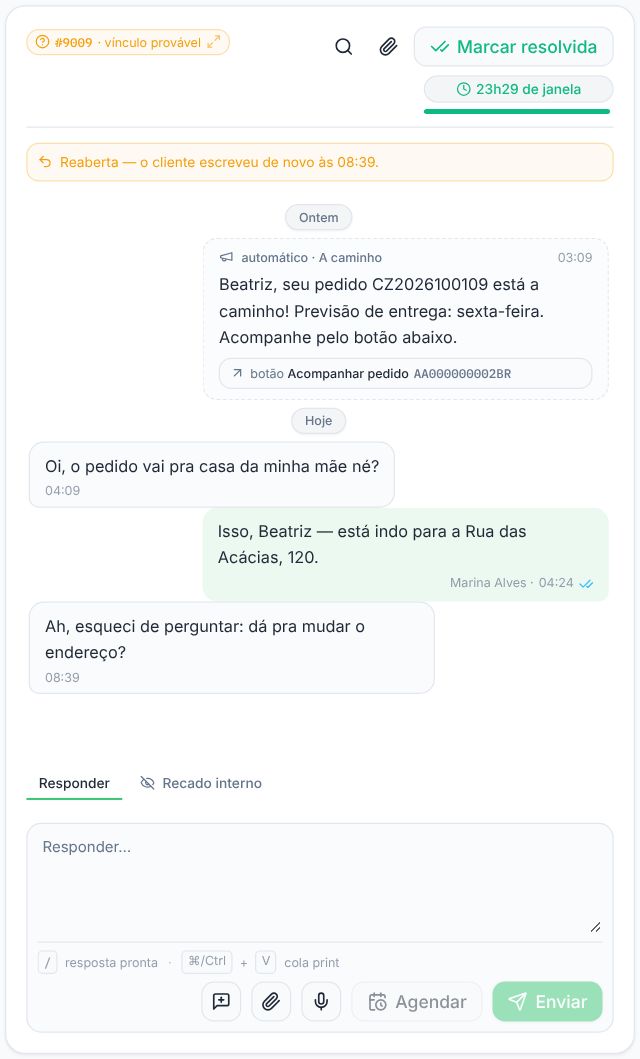 #9009 · vínculo provável
Marcar resolvida
23h29 de janela
Reaberta — o cliente escreveu de novo às 08:39.
Ontem
automático · A caminho 03:09
Beatriz, seu pedido CZ2026100109 está a
caminho! Previsão de entrega: sexta-feira.
Acompanhe pelo botão abaixo.
botão Acompanhar pedido AA000000002BR
Hoje
Oi, o pedido vai pra casa da minha mãe né?
04:09
Isso, Beatriz — está indo para a Rua das
Acácias, 120.
Marina Alves · 04:24
Ah, esqueci de perguntar: dá pra mudar o
endereço?
08:39
Responder Recado interno
Responder...
/ resposta pronta · ⌘/Ctrl + V cola print
Agendar Enviar